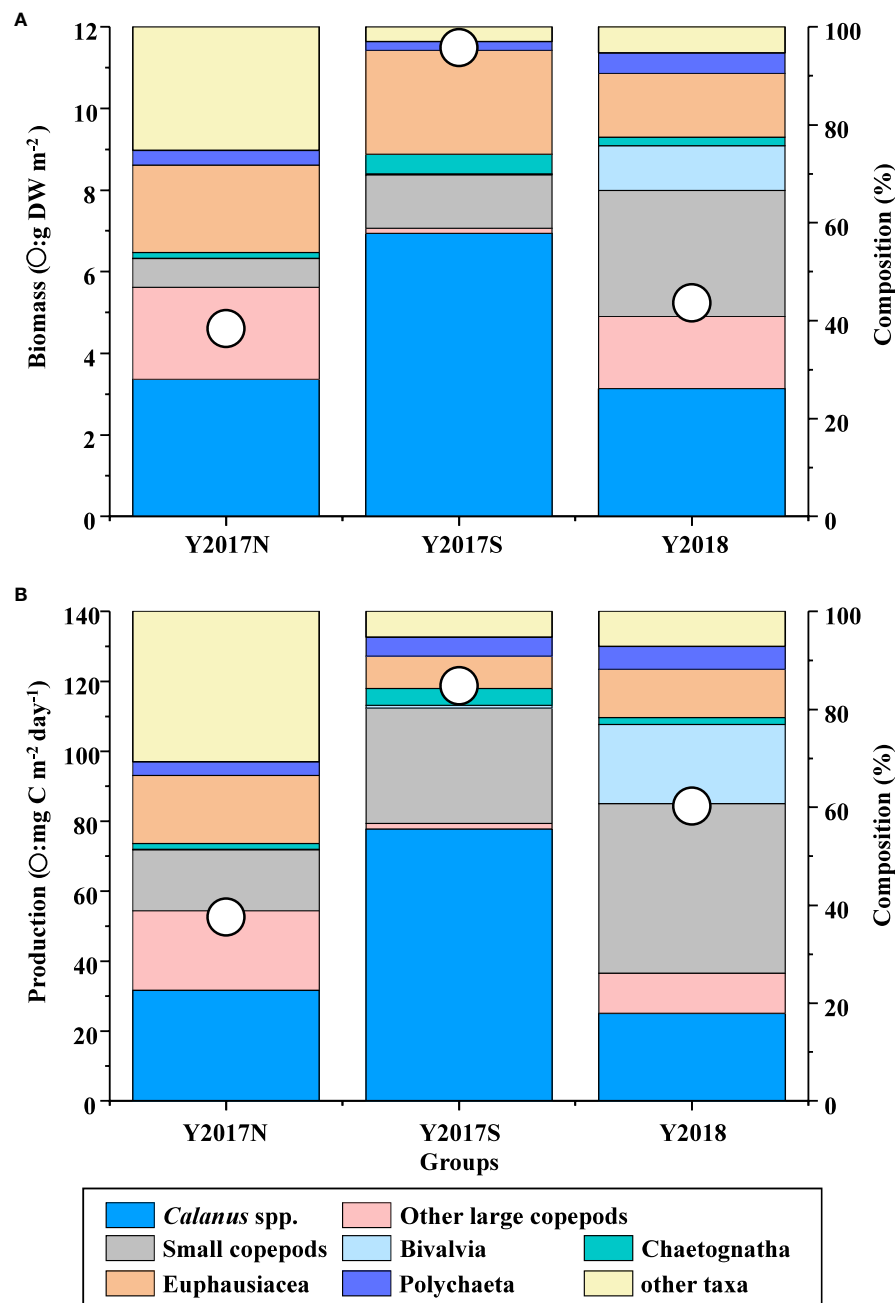 A
Biomass (○:g DW m-2 )
12
10
8
6
4
2
0
100
80
60
40
20
0
Composition (%)
Y2017N Y2017S Y2018
B
Production (○:mg C m-2 day-1)
140
120
100
80
60
40
20
0
100
80
60
40
20
0
Composition (%)
Y2017N Y2017S Y2018
Groups
Calanus spp. Other large copepods
Small copepods Bivalvia Chaetognatha
Euphausiacea Polychaeta other taxa